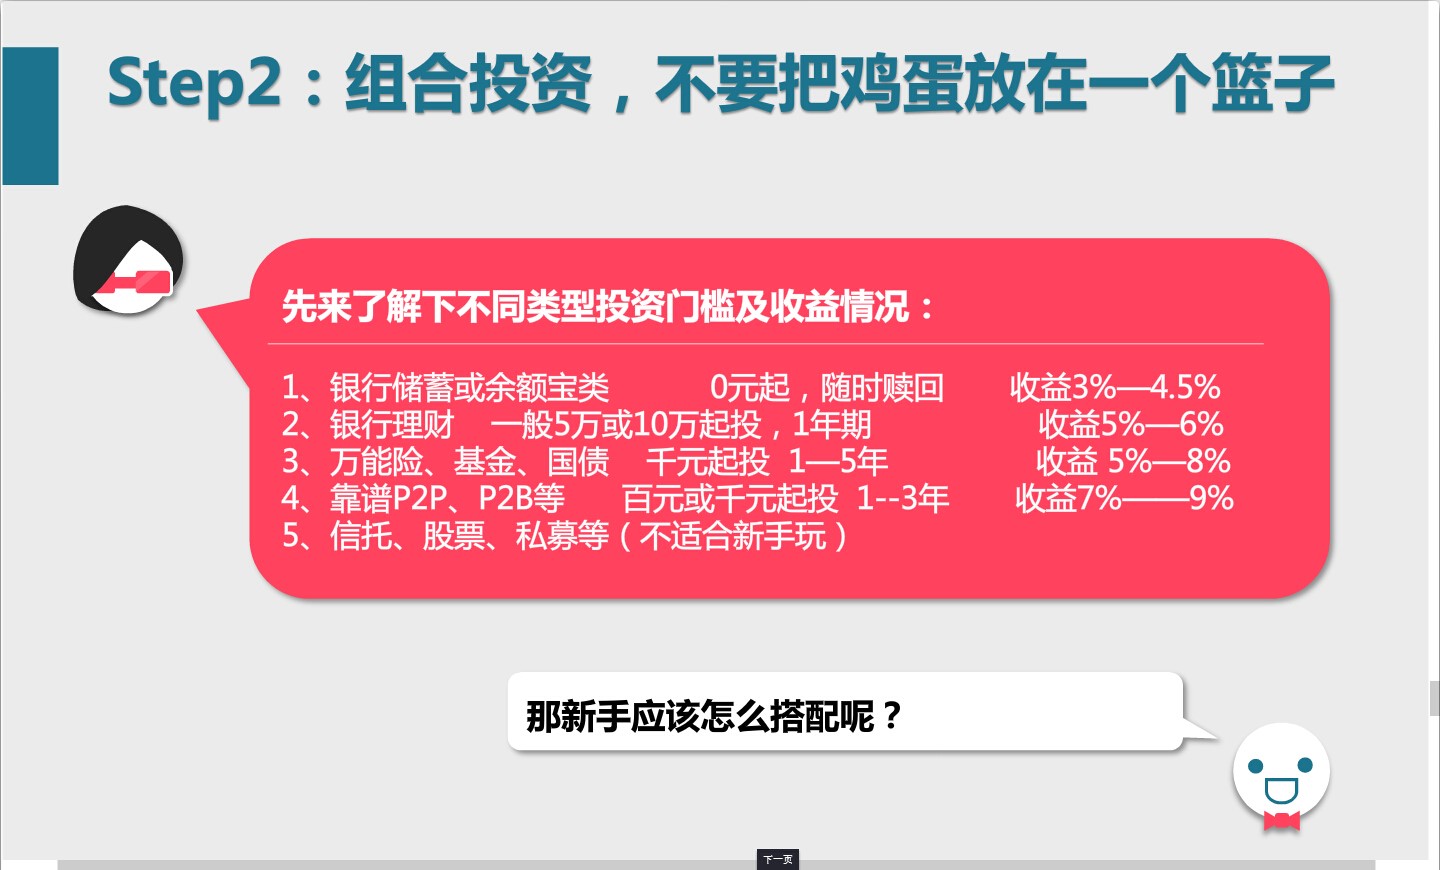 Step2：组合投资，不要把鸡蛋放在一个篮子
先来了解下不同类型投资门槛及收益情况：
1、银行储蓄或余额宝类 0元起，随时赎回 收益3%—4.5%
2、银行理财 一般5万或10万起投，1年期 收益5%—6%
3、万能险、基金、国债 千元起投 1—5年 收益 5%—8%
4、靠谱P2P、P2B等 百元或千元起投 1--3年 收益7%——9%
5、信托、股票、私募等（不适合新手玩）
那新手应该怎么搭配呢？
下一页